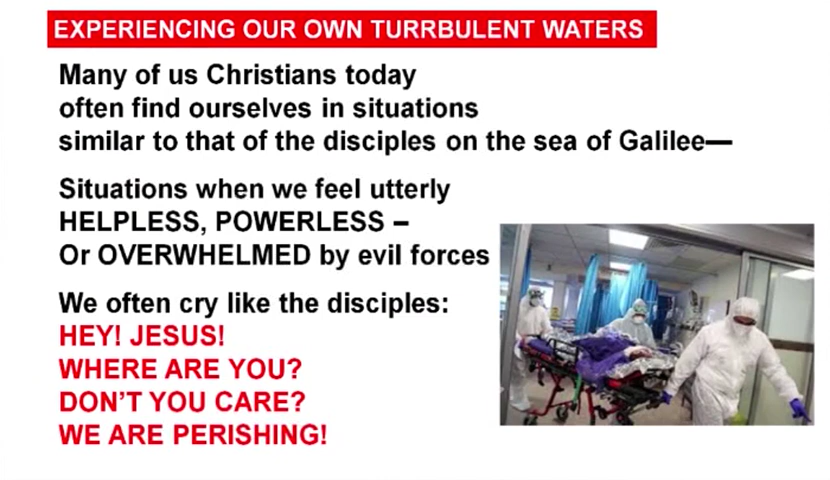 EXPERIENCING OUR OWN TURRBULENT WATERS
Many of us Christians today
often find ourselves in situations
similar to that of the disciples on the sea of Galilee—
Situations when we feel utterly
HELPLESS, POWERLESS –
Or OVERWHELMED by evil forces
We often cry like the disciples:
HEY! JESUS!
WHERE ARE YOU?
DON'T YOU CARE?
WE ARE PERISHING!